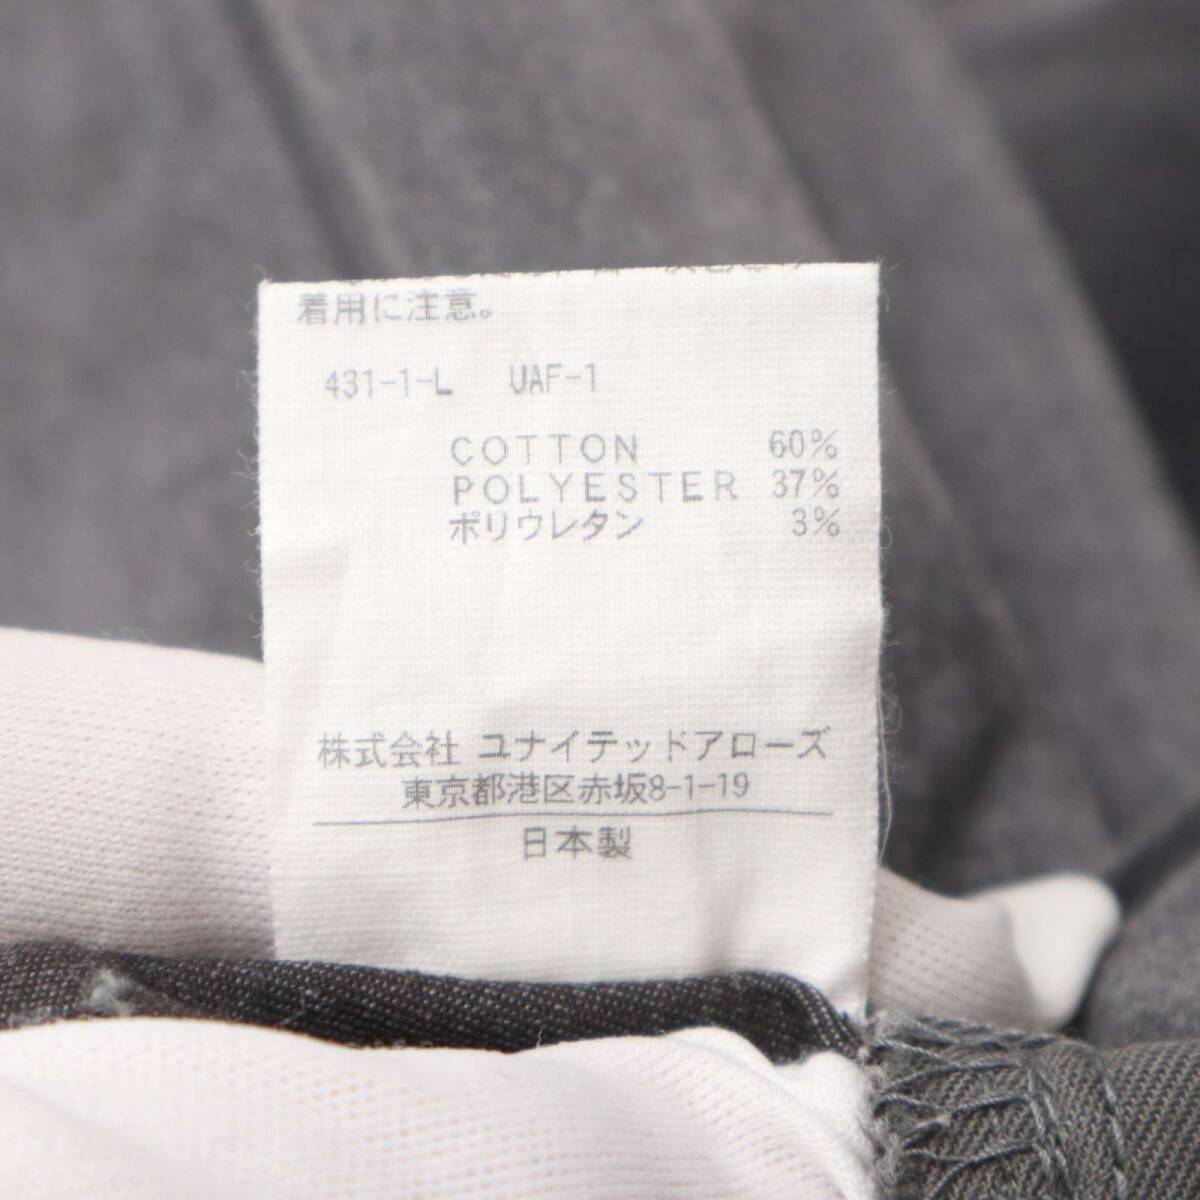 着用に注意。
431-1-L UAF-1
COTTON 60%
POLYESTER 37%
ポリウレタン 3%
株式会社 ユナイテッドアローズ
東京都港区赤坂8-1-19
日本製